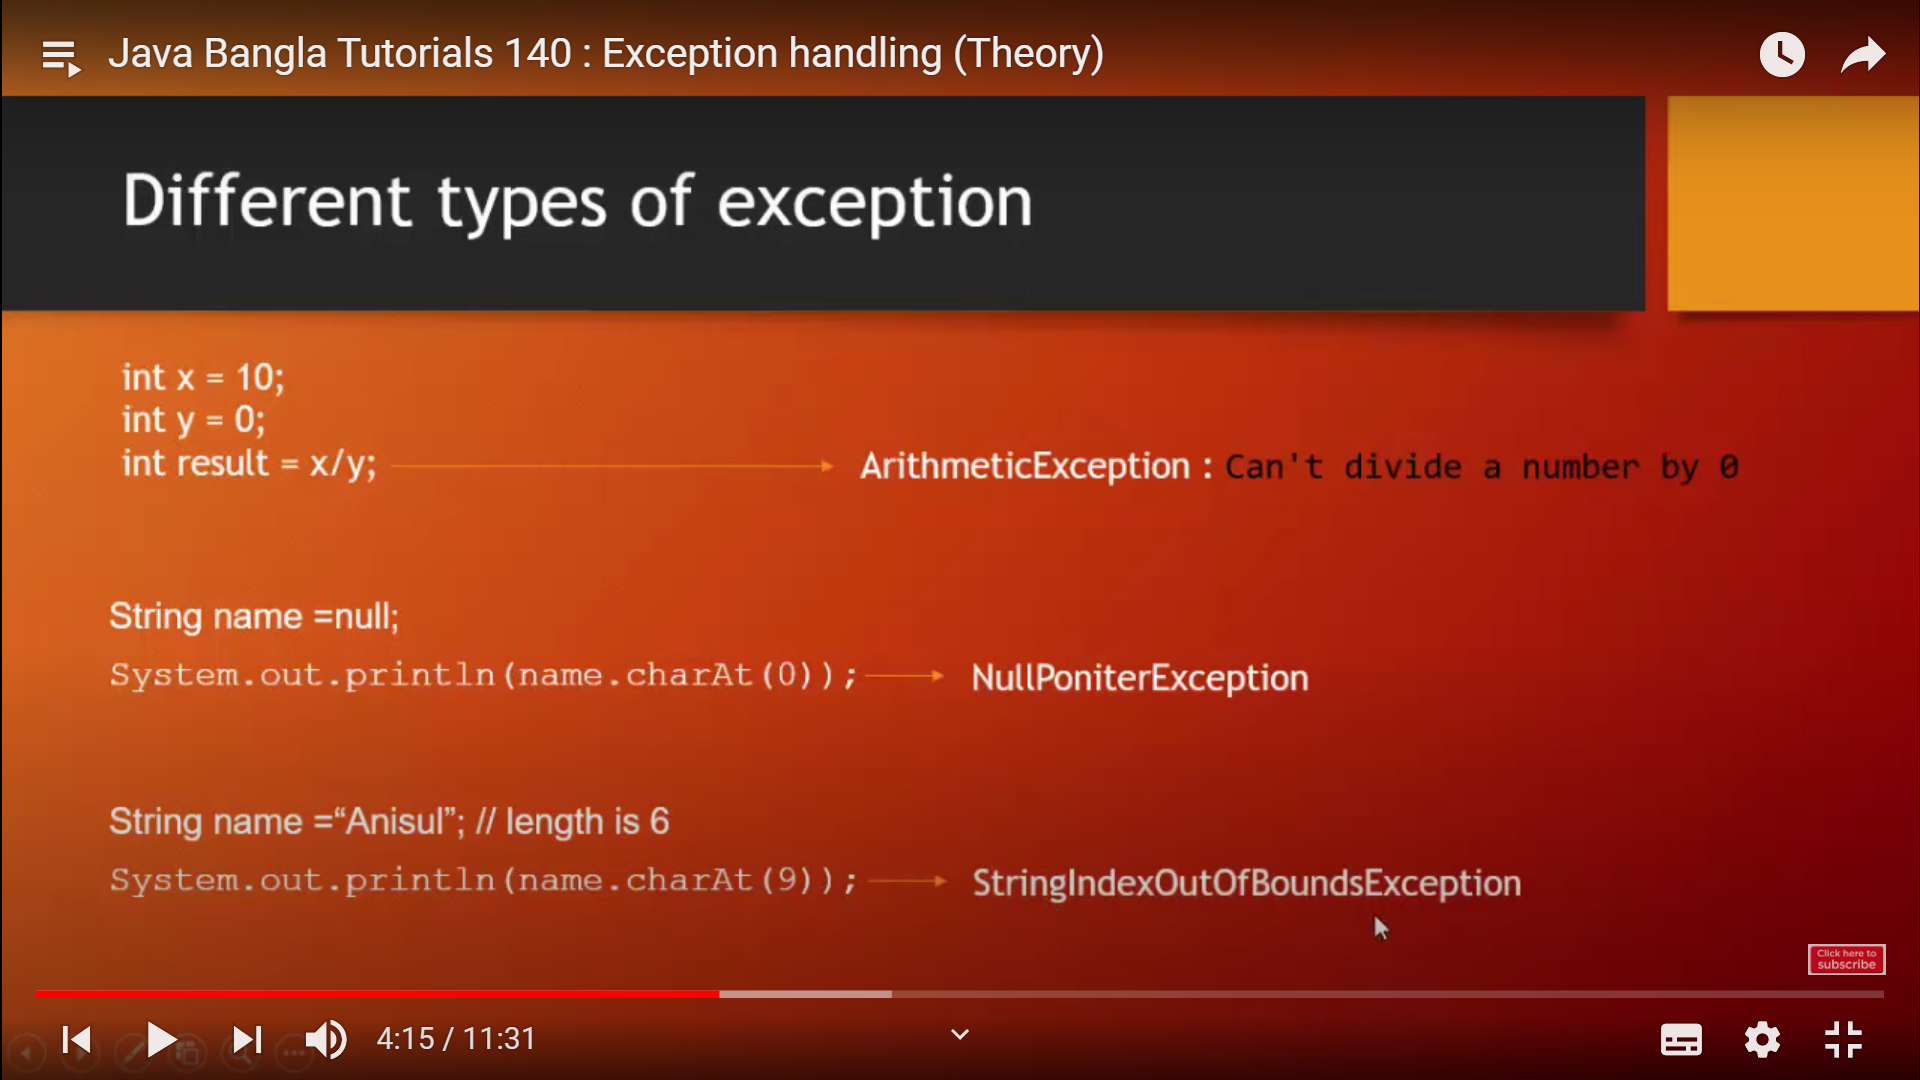 Java Bangla Tutorials 140 : Exception handling (Theory)
Different types of exception
int x = 10;
int y = 0;
int result = x/y;
ArithmeticException : Can't divide a number by 0
String name =null;
System.out.println(name.charAt(0));
NullPoniterException
String name =“Anisul”; // length is 6
System.out.println(name.charAt(9));
StringIndexOutOfBoundsException
Click here to
subscribe
4:15 / 11:31